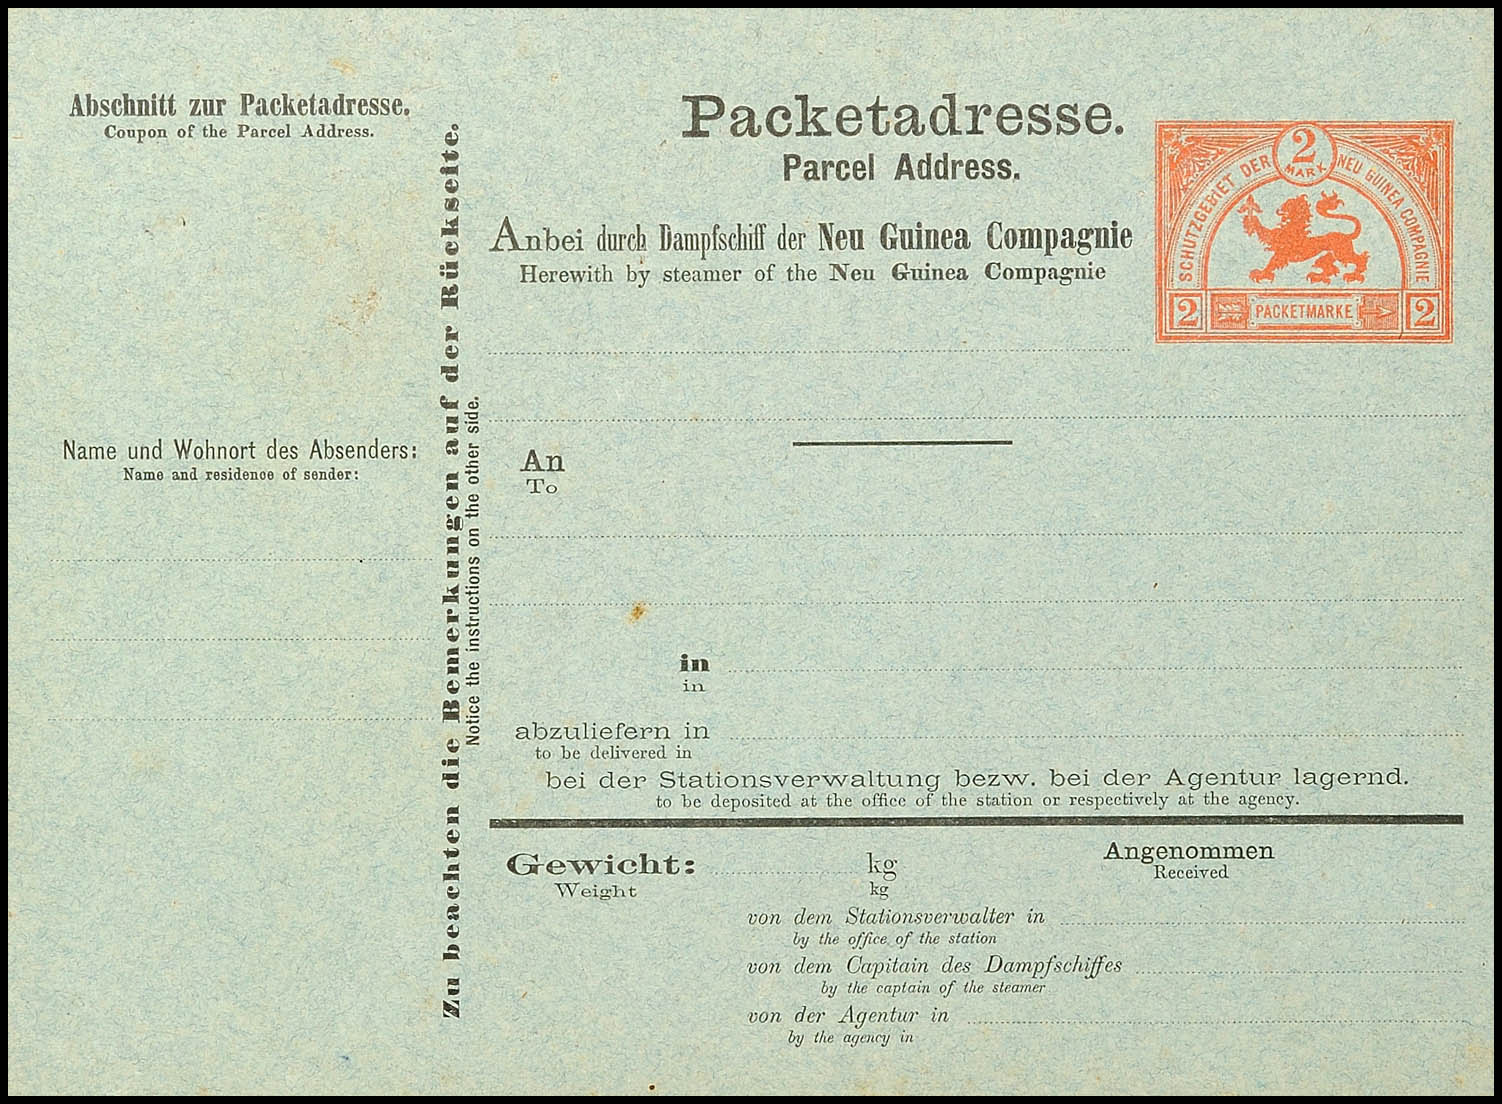 Abschnitt zur Packetadresse.
Coupon of the Parcel Address.
Name und Wohnort des Absenders:
Name and residence of sender:
Zu beachten die Bemerkungen auf der Rückseite.
Notice the instructions on the other side.
Packetadresse.
Parcel Address.
Anbei durch Dampfschiff der Neu Guinea Compagnie
Herewith by steamer of the Neu Guinea Compagnie
2
MARK
SCHUTZGEBIET DER NEU GUINEA COMPAGNIE
2 PACKETMARKE 2
An
To
in
in
abzuliefern in
to be delivered in
bei der Stationsverwaltung bezw. bei der Agentur lagernd.
to be deposited at the office of the station or respectively at the agency.
Gewicht: kg
Weight kg
Angenommen
Received
von dem Stationsverwalter in
by the office of the station
von dem Capitain des Dampfschiffes
by the captain of the steamer
von der Agentur in
by the agency in